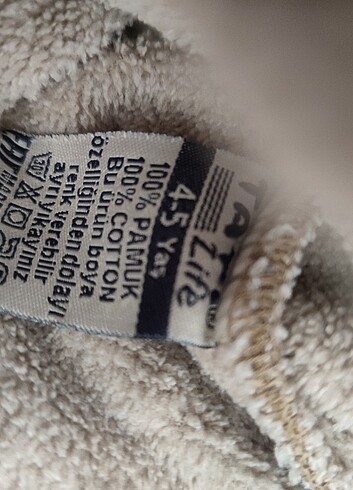 Life
4-5 Yaş
100% PAMUK
100% COTTON
Bu ürün boya
özelliğinden dolayı
renk verebilir
ayrı yıkayınız